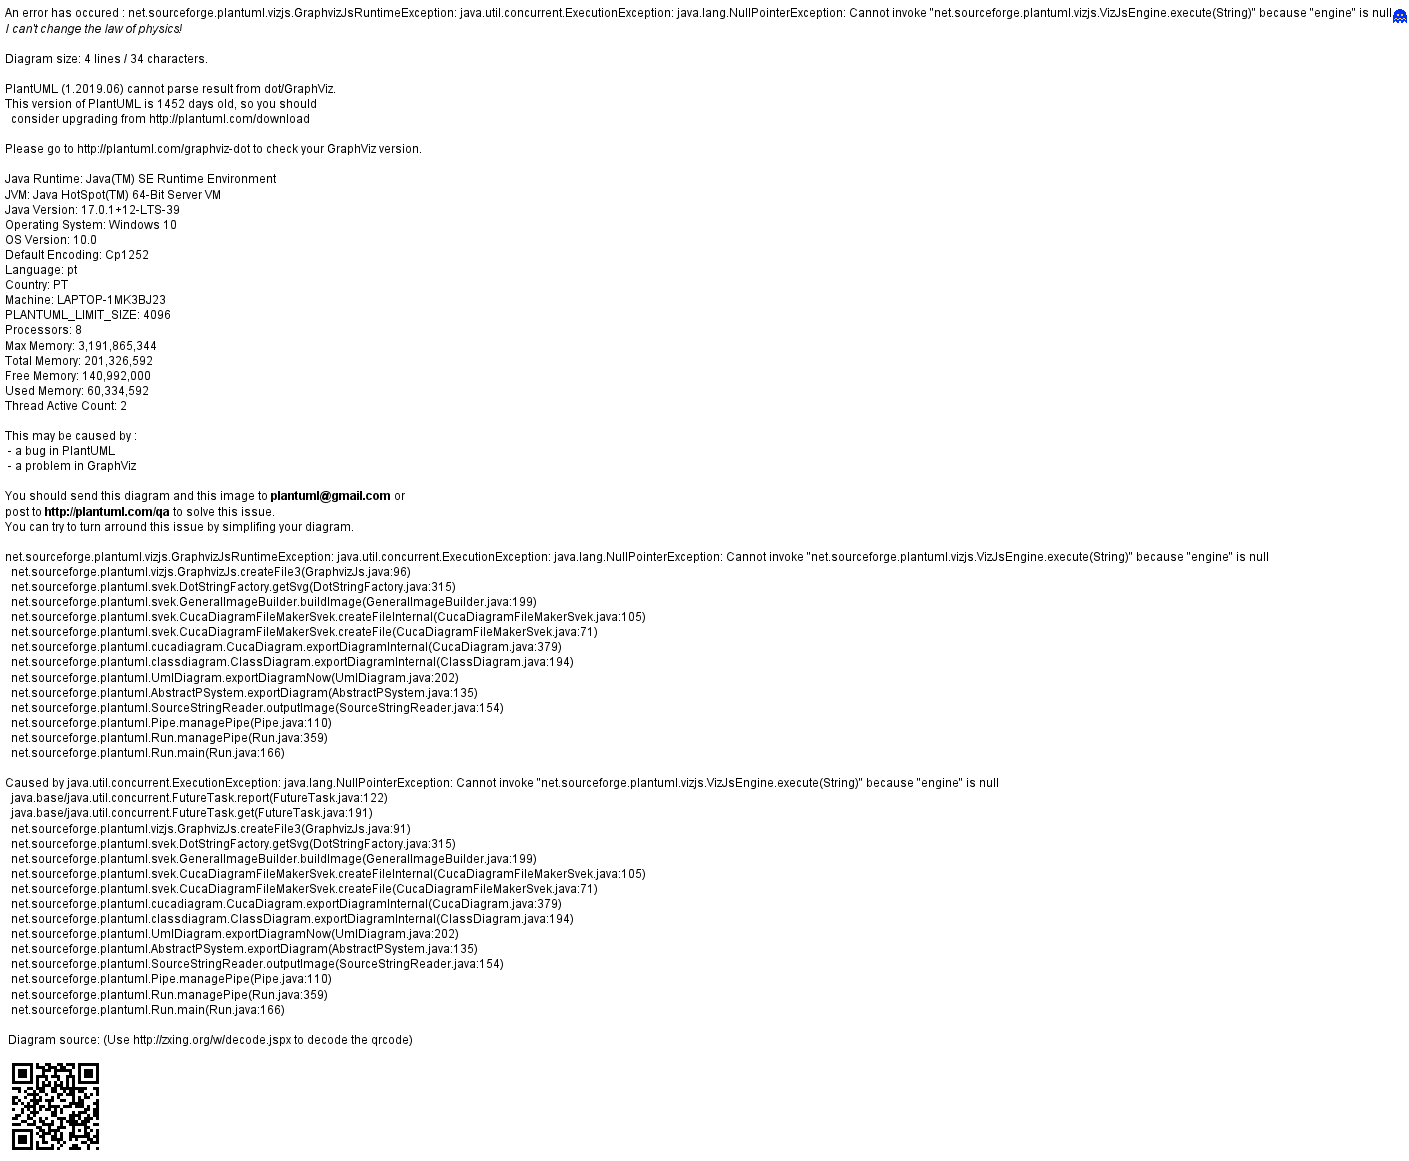 An error has occured : net.sourceforge.plantuml.vizjs.GraphvizJsRuntimeException: java.util.concurrent.ExecutionException: java.lang.NullPointerException: Cannot invoke "net.sourceforge.plantuml.vizjs.VizJsEngine.execute(String)" because "engine" is null
I can't change the law of physics!
Diagram size: 4 lines / 34 characters.
PlantUML (1.2019.06) cannot parse result from dot/GraphViz.
This version of PlantUML is 1452 days old, so you should
consider upgrading from http://plantuml.com/download
Please go to http://plantuml.com/graphviz-dot to check your GraphViz version.
Java Runtime: Java(TM) SE Runtime Environment
JVM: Java HotSpot(TM) 64-Bit Server VM
Java Version: 17.0.1+12-LTS-39
Operating System: Windows 10
OS Version: 10.0
Default Encoding: Cp1252
Language: pt
Country: PT
Machine: LAPTOP-1MK3BJ23
PLANTUML_LIMIT_SIZE: 4096
Processors: 8
Max Memory: 3,191,865,344
Total Memory: 201,326,592
Free Memory: 140,992,000
Used Memory: 60,334,592
Thread Active Count: 2
This may be caused by :
- a bug in PlantUML
- a problem in GraphViz
You should send this diagram and this image to plantuml@gmail.com or
post to http://plantuml.com/qa to solve this issue.
You can try to turn arround this issue by simplifing your diagram.
net.sourceforge.plantuml.vizjs.GraphvizJsRuntimeException: java.util.concurrent.ExecutionException: java.lang.NullPointerException: Cannot invoke "net.sourceforge.plantuml.vizjs.VizJsEngine.execute(String)" because "engine" is null
net.sourceforge.plantuml.vizjs.GraphvizJs.createFile3(GraphvizJs.java:96)
net.sourceforge.plantuml.svek.DotStringFactory.getSvg(DotStringFactory.java:315)
net.sourceforge.plantuml.svek.GeneralImageBuilder.buildImage(GeneralImageBuilder.java:199)
net.sourceforge.plantuml.svek.CucaDiagramFileMakerSvek.createFileInternal(CucaDiagramFileMakerSvek.java:105)
net.sourceforge.plantuml.svek.CucaDiagramFileMakerSvek.createFile(CucaDiagramFileMakerSvek.java:71)
net.sourceforge.plantuml.cucadiagram.CucaDiagram.exportDiagramInternal(CucaDiagram.java:379)
net.sourceforge.plantuml.classdiagram.ClassDiagram.exportDiagramInternal(ClassDiagram.java:194)
net.sourceforge.plantuml.UmlDiagram.exportDiagramNow(UmlDiagram.java:202)
net.sourceforge.plantuml.AbstractPSystem.exportDiagram(AbstractPSystem.java:135)
net.sourceforge.plantuml.SourceStringReader.outputImage(SourceStringReader.java:154)
net.sourceforge.plantuml.Pipe.managePipe(Pipe.java:110)
net.sourceforge.plantuml.Run.managePipe(Run.java:359)
net.sourceforge.plantuml.Run.main(Run.java:166)
Caused by java.util.concurrent.ExecutionException: java.lang.NullPointerException: Cannot invoke "net.sourceforge.plantuml.vizjs.VizJsEngine.execute(String)" because "engine" is null
java.base/java.util.concurrent.FutureTask.report(FutureTask.java:122)
java.base/java.util.concurrent.FutureTask.get(FutureTask.java:191)
net.sourceforge.plantuml.vizjs.GraphvizJs.createFile3(GraphvizJs.java:91)
net.sourceforge.plantuml.svek.DotStringFactory.getSvg(DotStringFactory.java:315)
net.sourceforge.plantuml.svek.GeneralImageBuilder.buildImage(GeneralImageBuilder.java:199)
net.sourceforge.plantuml.svek.CucaDiagramFileMakerSvek.createFileInternal(CucaDiagramFileMakerSvek.java:105)
net.sourceforge.plantuml.svek.CucaDiagramFileMakerSvek.createFile(CucaDiagramFileMakerSvek.java:71)
net.sourceforge.plantuml.cucadiagram.CucaDiagram.exportDiagramInternal(CucaDiagram.java:379)
net.sourceforge.plantuml.classdiagram.ClassDiagram.exportDiagramInternal(ClassDiagram.java:194)
net.sourceforge.plantuml.UmlDiagram.exportDiagramNow(UmlDiagram.java:202)
net.sourceforge.plantuml.AbstractPSystem.exportDiagram(AbstractPSystem.java:135)
net.sourceforge.plantuml.SourceStringReader.outputImage(SourceStringReader.java:154)
net.sourceforge.plantuml.Pipe.managePipe(Pipe.java:110)
net.sourceforge.plantuml.Run.managePipe(Run.java:359)
net.sourceforge.plantuml.Run.main(Run.java:166)
Diagram source: (Use http://zxing.org/w/decode.jspx to decode the qrcode)